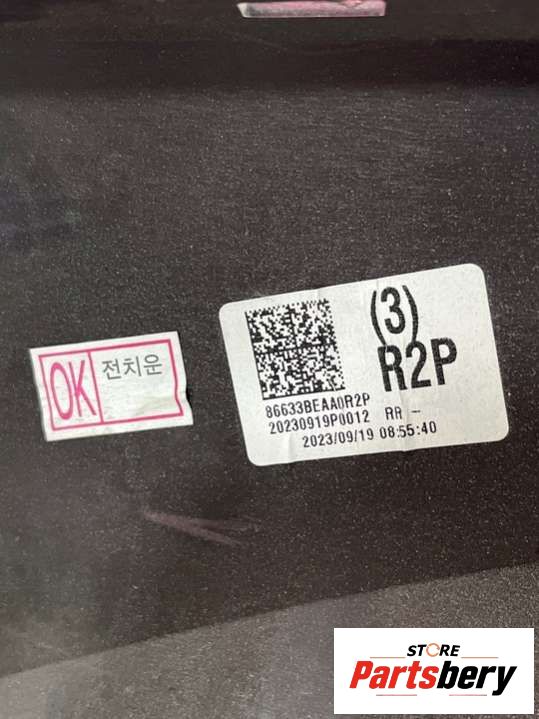 OK 전치운
(3)
R2P
86633BEAA0R2P
20230919P0012 RR -
2023/09/19 08:55:40
STORE
Partsbery